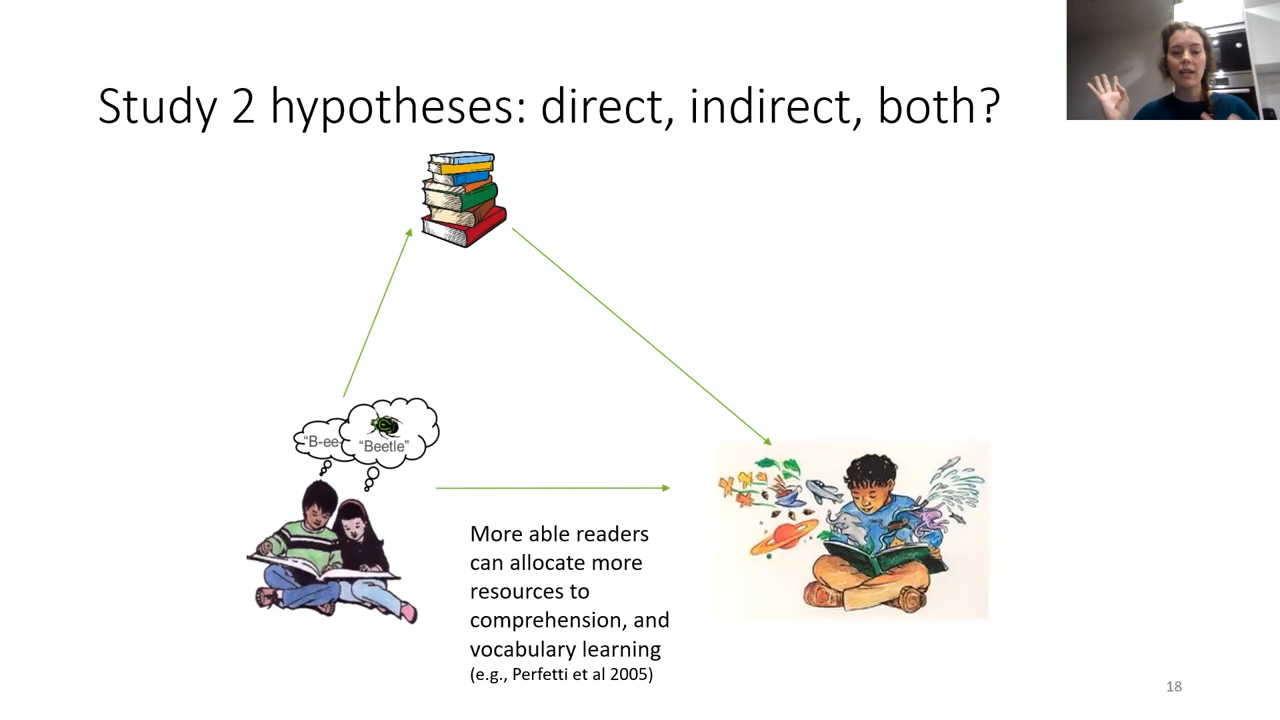 Study 2 hypotheses: direct, indirect, both?
"B-ee-
"Beetle"
More able readers
can allocate more
resources to
comprehension, and
vocabulary learning
(e.g., Perfetti et al 2005)
18